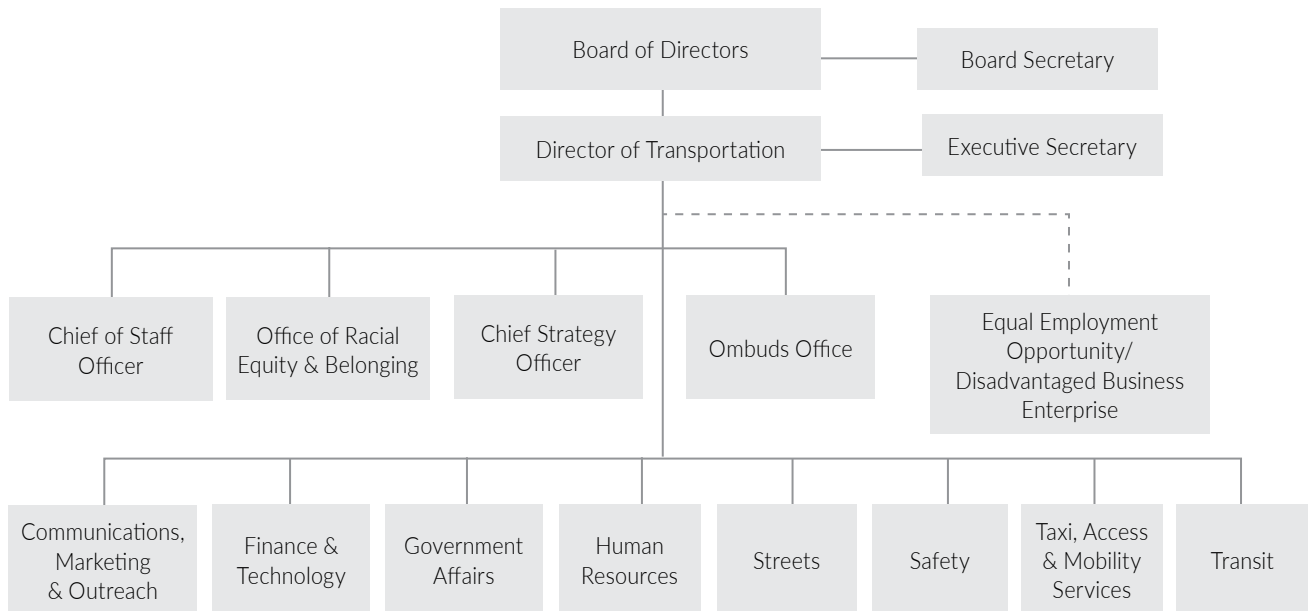 Board of Directors
Board Secretary
Director of Transportation
Executive Secretary
Chief of Staff
Officer
Office of Racial
Equity & Belonging
Chief Strategy
Officer
Ombuds Office
Equal Employment
Opportunity/
Disadvantaged Business
Enterprise
Communications,
Marketing
& Outreach
Finance &
Technology
Government
Affairs
Human
Resources
Streets
Safety
Taxi, Access
& Mobility
Services
Transit